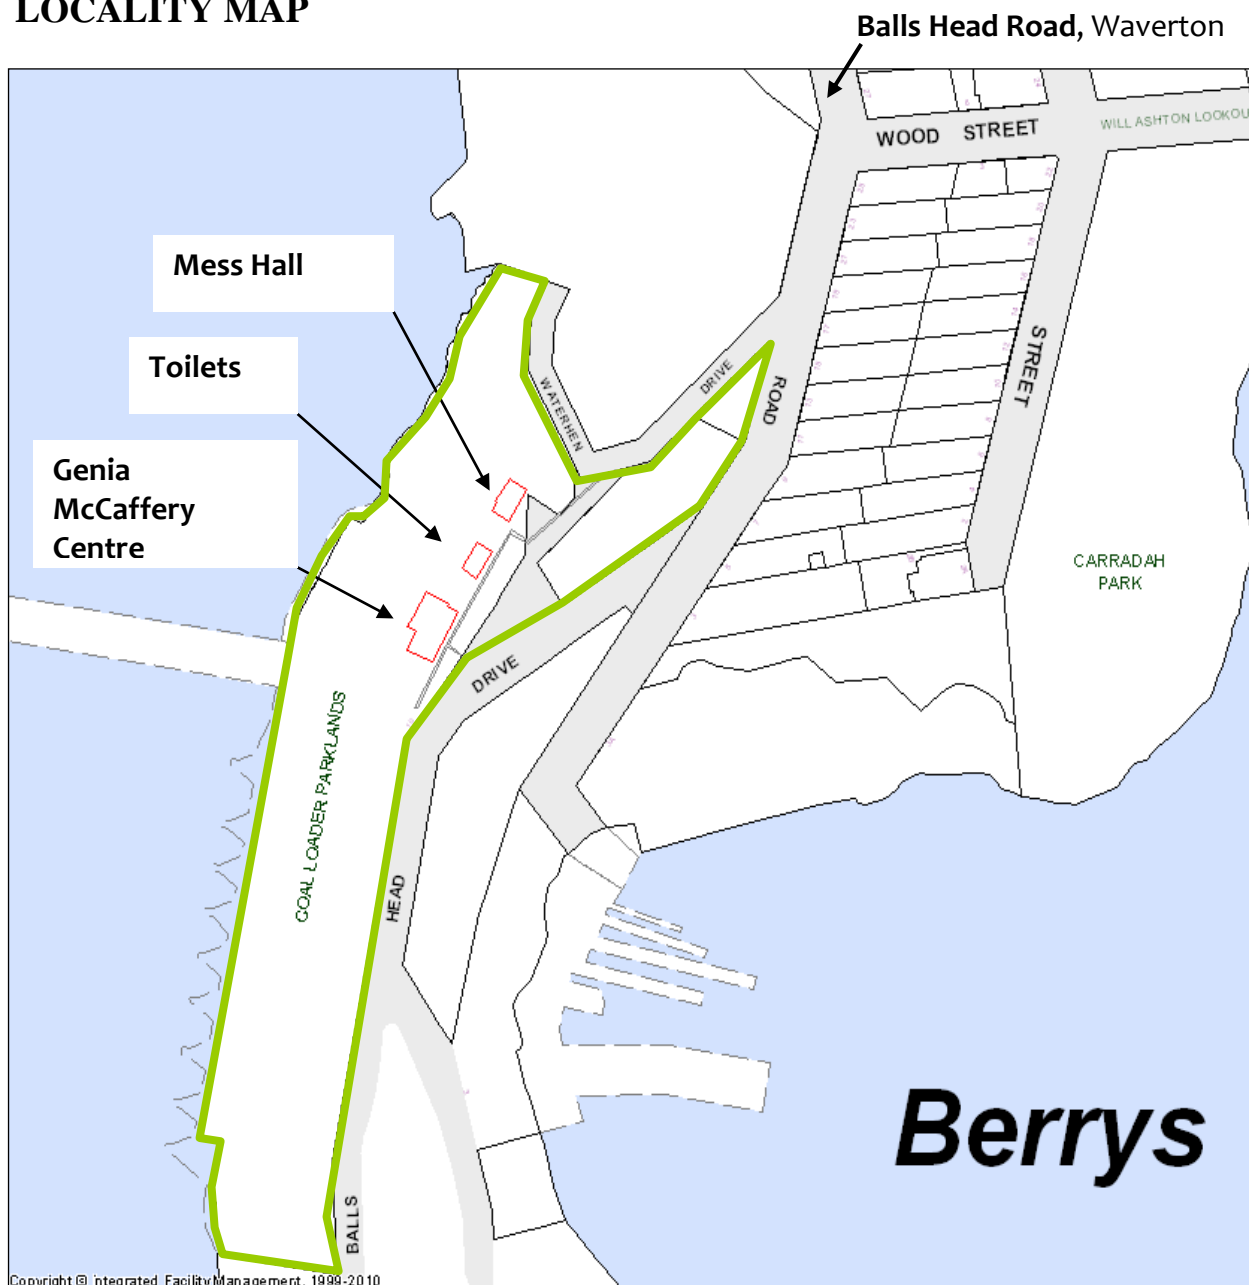 LOCALITY MAP
Balls Head Road, Waverton
WOOD STREET
WILL ASHTON LOOKOU
Mess Hall
Toilets
Genia
McCaffery
Centre
WATERHEN
DRIVE
ROAD
STREET
CARRADAH
PARK
DRIVE
COAL LOADER PARKLANDS
HEAD
BALLS
Berrys
Copyright © integrated Facility Management, 1999-2010